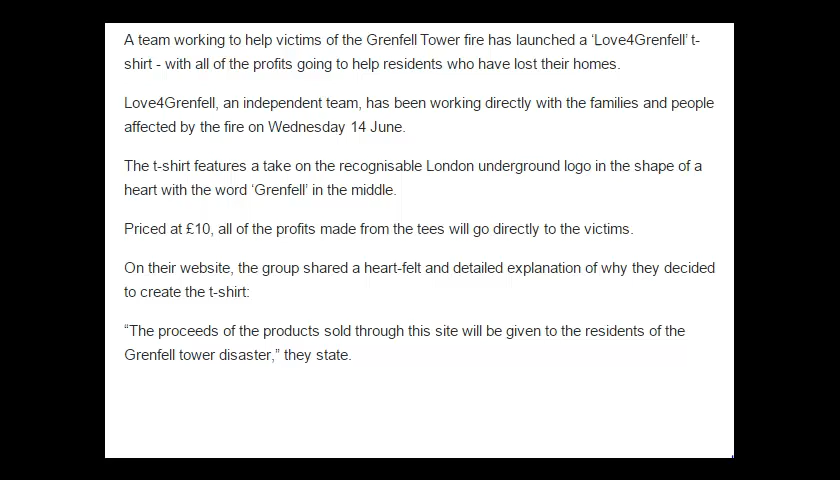 A team working to help victims of the Grenfell Tower fire has launched a ‘Love4Grenfell’ t-
shirt - with all of the profits going to help residents who have lost their homes.
Love4Grenfell, an independent team, has been working directly with the families and people
affected by the fire on Wednesday 14 June.
The t-shirt features a take on the recognisable London underground logo in the shape of a
heart with the word ‘Grenfell’ in the middle.
Priced at £10, all of the profits made from the tees will go directly to the victims.
On their website, the group shared a heart-felt and detailed explanation of why they decided
to create the t-shirt:
“The proceeds of the products sold through this site will be given to the residents of the
Grenfell tower disaster,” they state.